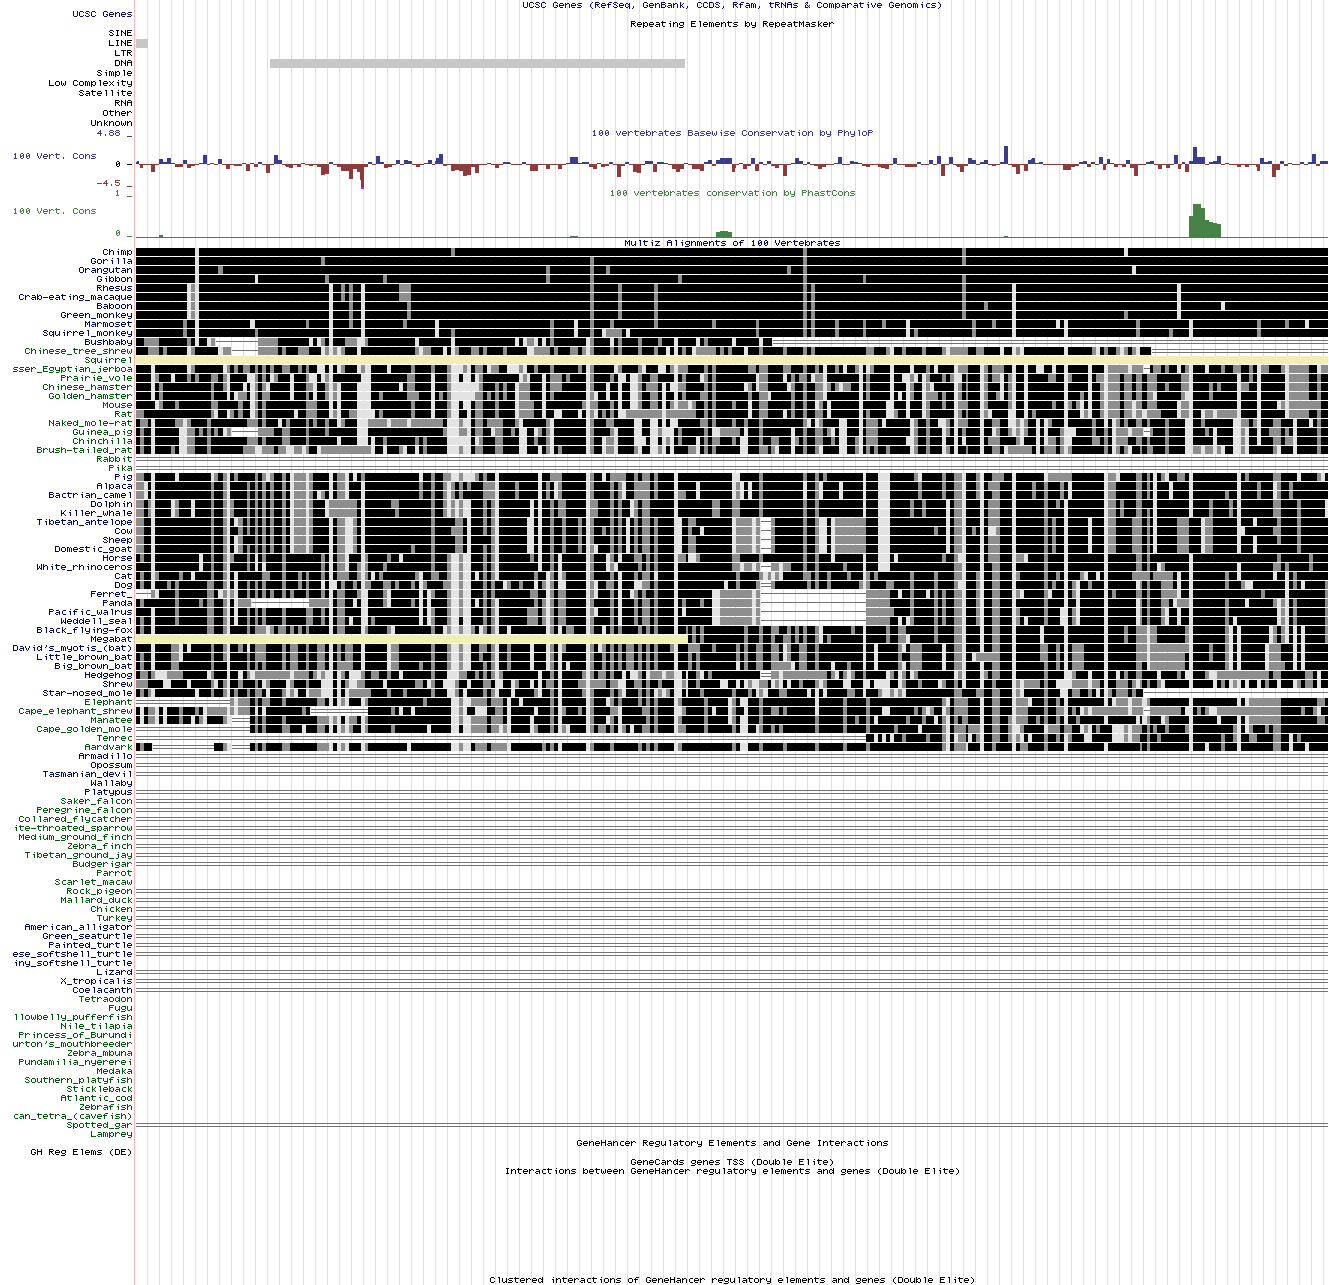 UCSC Genes (RefSeq, GenBank, CCDS, Rfam, tRNAs & Comparative Genomics)
UCSC Genes
Repeating Elements by RepeatMasker
SINE
LINE
LTR
DNA
Simple
Low Complexity
Satellite
RNA
Other
Unknown
4.88 _
100 vertebrates Basewise Conservation by PhyloP
100 Vert. Cons
0 -
-4.5 _
1 _
100 vertebrates conservation by PhastCons
100 Vert. Cons
0 _
Multiz Alignments of 100 Vertebrates
Chimp
Gorilla
Orangutan
Gibbon
Rhesus
Crab-eating_macaque
Baboon
Green_monkey
Marmoset
Squirrel_monkey
Bushbaby
Chinese_tree_shrew
Squirrel
sser_Egyptian_jerboa
Prairie_vole
Chinese_hamster
Golden_hamster
Mouse
Rat
Naked_mole-rat
Guinea_pig
Chinchilla
Brush-tailed_rat
Rabbit
Pika
Pig
Alpaca
Bactrian_camel
Dolphin
Killer_whale
Tibetan_antelope
Cow
Sheep
Domestic_goat
Horse
White_rhinoceros
Cat
Dog
Ferret_
Panda
Pacific_walrus
Weddell_seal
Black_flying-fox
Megabat
David's_myotis_(bat)
Little_brown_bat
Big_brown_bat
Hedgehog
Shrew
Star-nosed_mole
Elephant
Cape_elephant_shrew
Manatee
Cape_golden_mole
Tenrec
Aardvark
Armadillo
Opossum
Tasmanian_devil
Wallaby
Platypus
Saker_falcon
Peregrine_falcon
Collared_flycatcher
ite-throated_sparrow
Medium_ground_finch
Zebra_finch
Tibetan_ground_jay
Budgerigar
Parrot
Scarlet_macaw
Rock_pigeon
Mallard_duck
Chicken
Turkey
American_alligator
Green_seaturtle
Painted_turtle
ese_softshell_turtle
iny_softshell_turtle
Lizard
X_tropicalis
Coelacanth
Tetraodon
Fugu
llowbelly_pufferfish
Nile_tilapia
Princess_of_Burundi
urton's_mouthbreeder
Zebra_mbuna
Pundamilia_nyererei
Medaka
Southern_platyfish
Stickleback
Atlantic_cod
Zebrafish
can_tetra_(cavefish)
Spotted_gar
Lamprey
GeneHancer Regulatory Elements and Gene Interactions
GH Reg Elems (DE)
GeneCards genes TSS (Double Elite)
Interactions between GeneHancer regulatory elements and genes (Double Elite)
Clustered interactions of GeneHancer regulatory elements and genes (Double Elite)